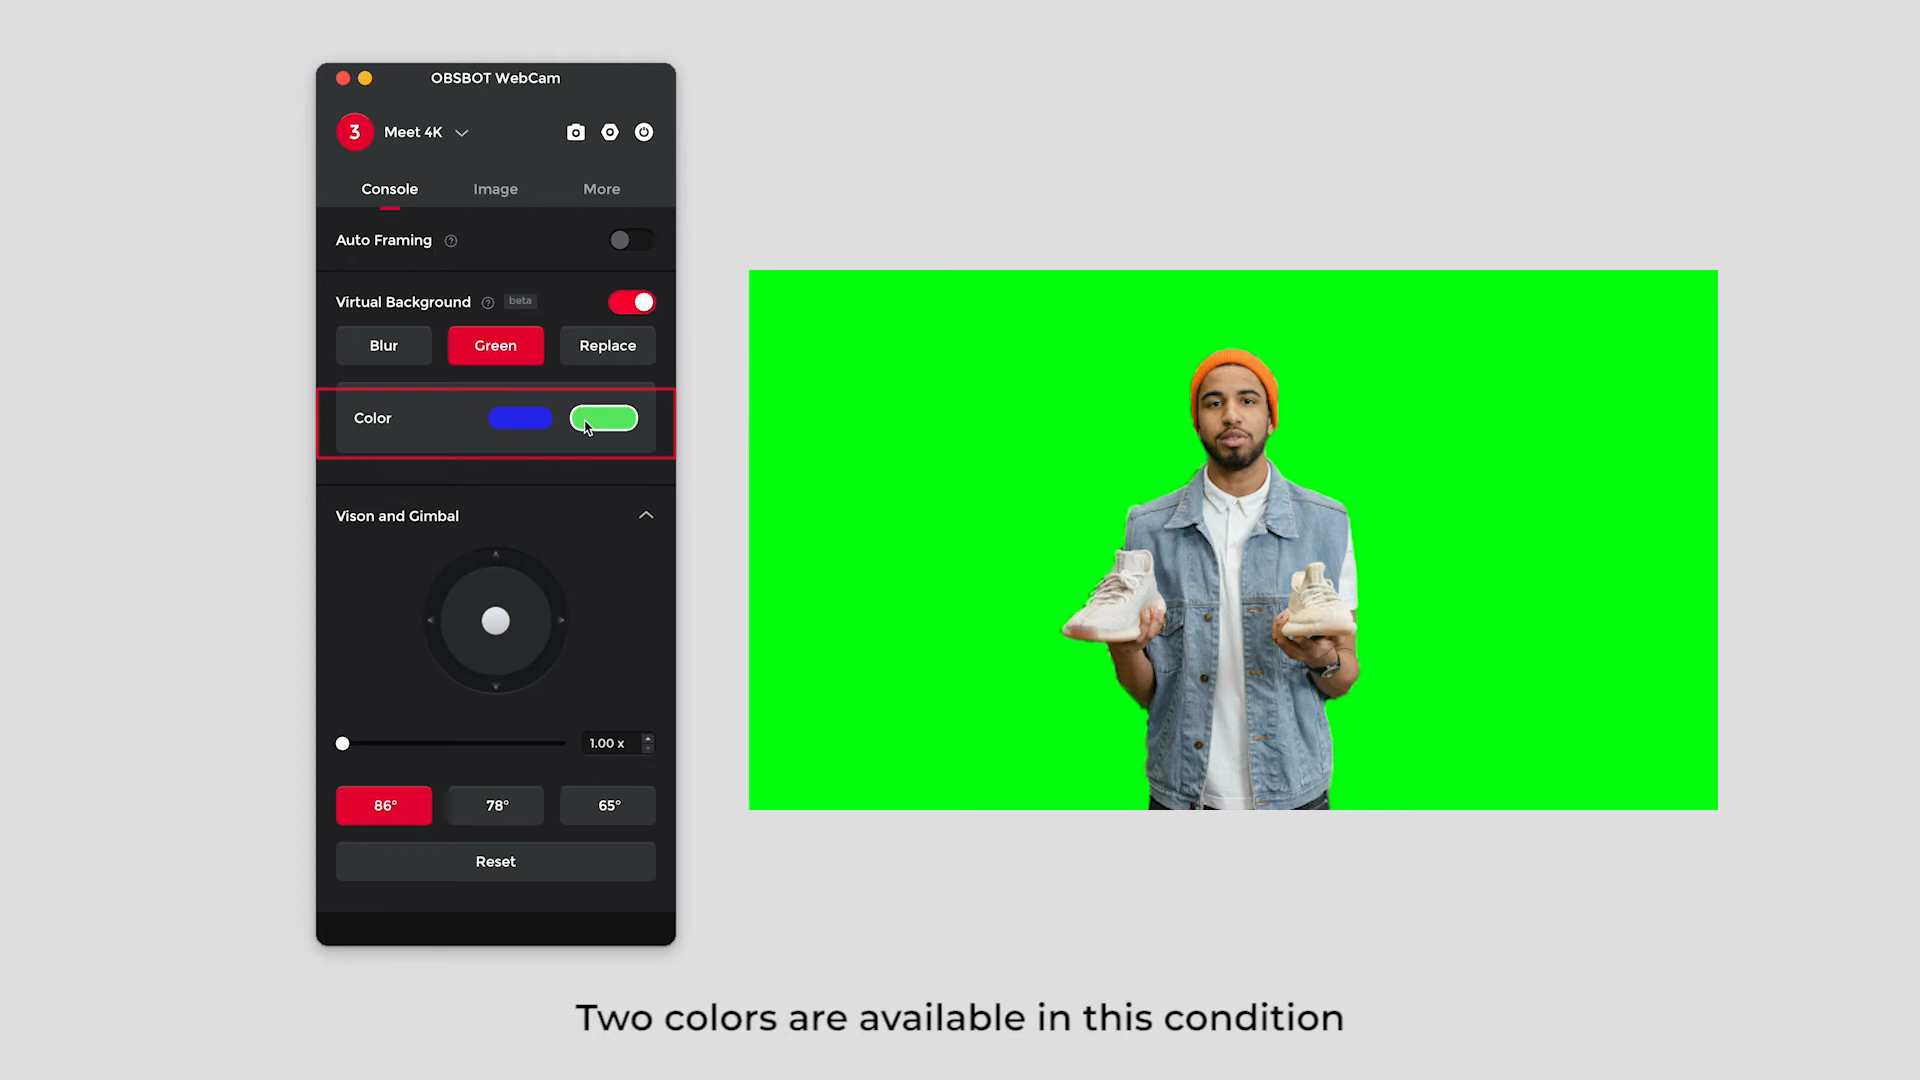 OBSBOT WebCam
3 Meet 4K
Console Image More
Auto Framing ?
Virtual Background ? beta
Blur Green Replace
Color
Vison and Gimbal
1.00 x
86° 78° 65°
Reset
Two colors are available in this condition